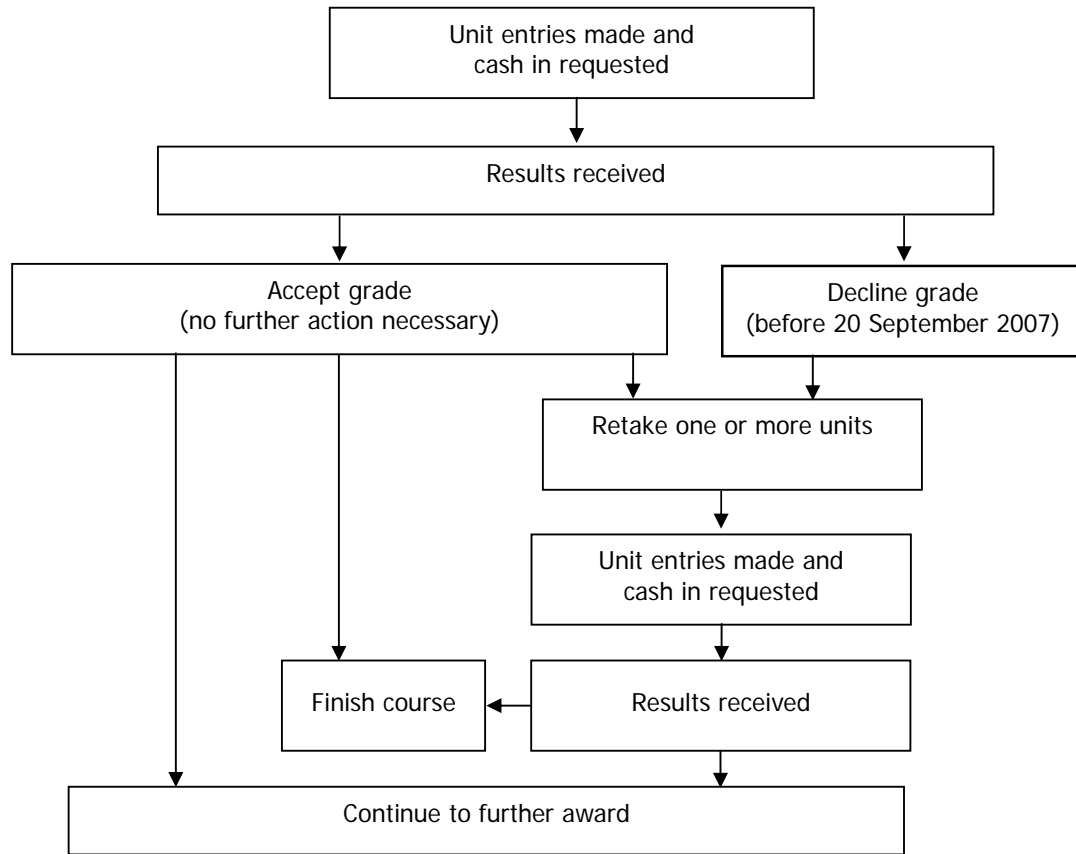 Unit entries made and
cash in requested
Results received
Accept grade
(no further action necessary)
Decline grade
(before 20 September 2007)
Retake one or more units
Unit entries made and
cash in requested
Finish course
Results received
Continue to further award